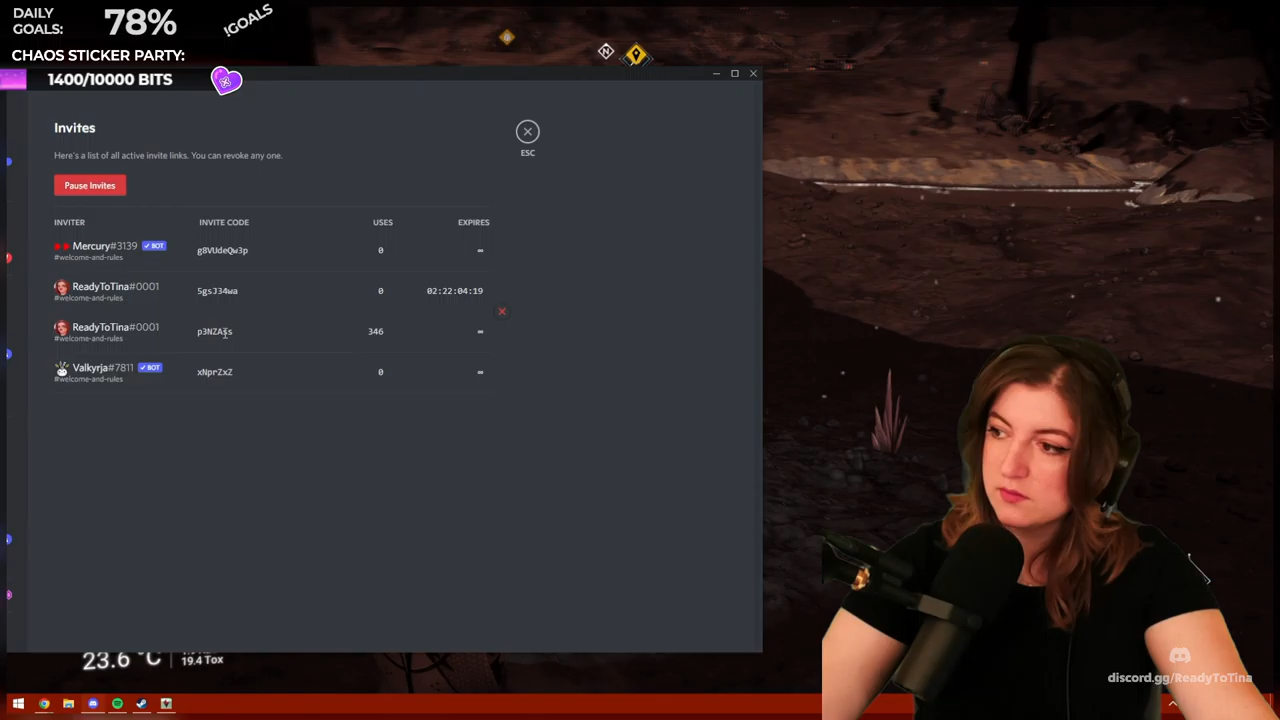 DAILY
GOALS:
78%
!GOALS
CHAOS STICKER PARTY:
1400/10000 BITS
N
Invites
Here's a list of all active invite links. You can revoke any one.
ESC
Pause Invites
INVITER INVITE CODE USES EXPIRES
Mercury#3139 BOT g8VUdeQw3p 0 ∞
#welcome-and-rules
ReadyToTina#0001 5gsJ34wa 0 02:22:04:19
#welcome-and-rules
ReadyToTina#0001 346 ∞
#welcome-and-rules
Valkyrja#7811 BOT xNprZxZ 0 ∞
#welcome-and-rules
23.6 °C
19.4 Tox
discord.gg/ReadyToTina